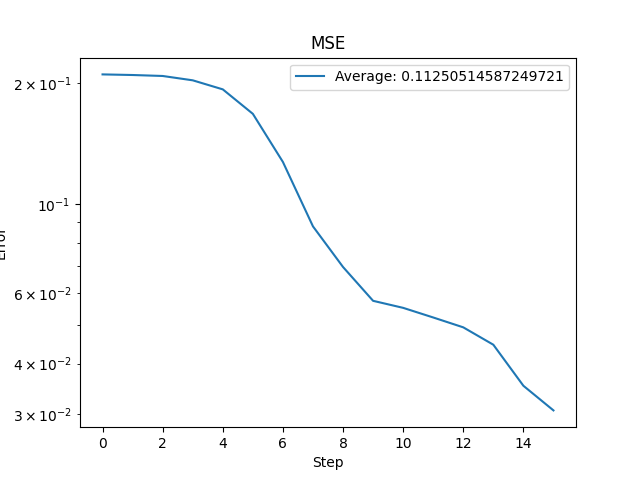 MSE
Average: 0.11250514587249721
2 × 10⁻¹
10⁻¹
6 × 10⁻²
4 × 10⁻²
3 × 10⁻²
Error
0 2 4 6 8 10 12 14
Step